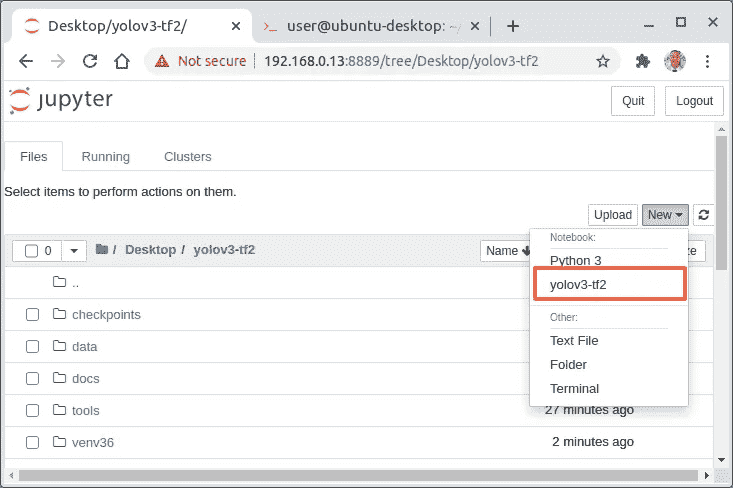 Desktop/yolov3-tf2/
user@ubuntu-desktop: ~/
Not secure 192.168.0.13:8889/tree/Desktop/yolov3-tf2
jupyter
Quit Logout
Files Running Clusters
Select items to perform actions on them.
Upload New
0 / Desktop / yolov3-tf2 Name
Notebook:
Python 3
yolov3-tf2
Other:
Text File
Folder
Terminal
..
checkpoints
data
docs
tools 27 minutes ago
venv36 2 minutes ago